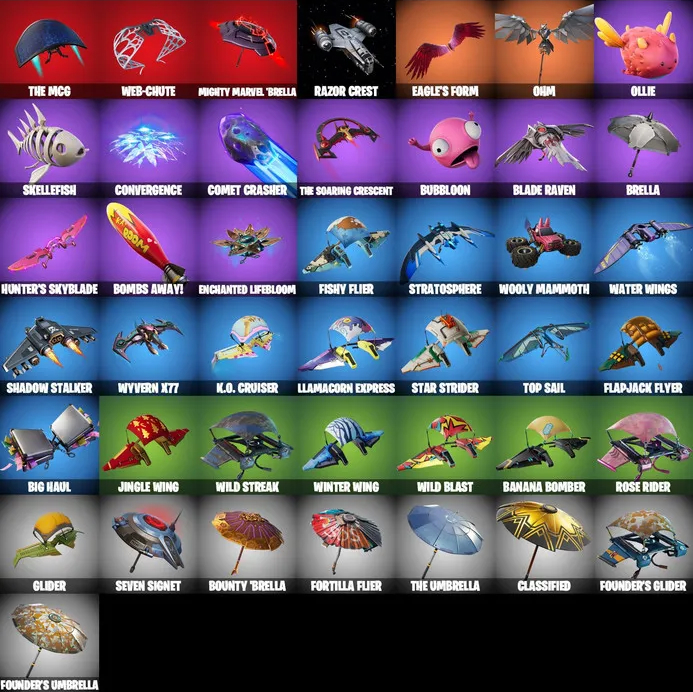 THE MCG
WEB-CHUTE
MIGHTY MARVEL 'BRELLA
RAZOR CREST
EAGLE'S FORM
OHM
OLLIE
SKELLEFISH
CONVERGENCE
COMET CRASHER
THE SOARING CRESCENT
BUBBLOON
BLADE RAVEN
BRELLA
HUNTER'S SKYBLADE
BOMBS AWAY!
ENCHANTED LIFEBLOOM
FISHY FLIER
STRATOSPHERE
WOOLY MAMMOTH
WATER WINGS
SHADOW STALKER
WYVERN X77
K.O. CRUISER
LLAMACORN EXPRESS
STAR STRIDER
TOP SAIL
FLAPJACK FLYER
BIG HAUL
JINGLE WING
WILD STREAK
WINTER WING
WILD BLAST
BANANA BOMBER
ROSE RIDER
GLIDER
SEVEN SIGNET
BOUNTY 'BRELLA
FORTILLA FLIER
THE UMBRELLA
CLASSIFIED
FOUNDER'S GLIDER
FOUNDER'S UMBRELLA